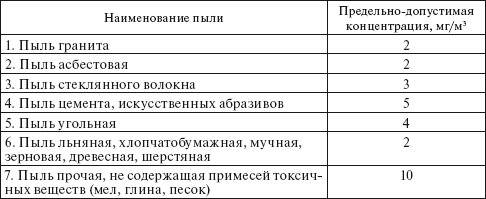 Наименование пыли
Предельно-допустимая
концентрация, мг/м³
1. Пыль гранита
2
2. Пыль асбестовая
2
3. Пыль стеклянного волокна
3
4. Пыль цемента, искусственных абразивов
5
5. Пыль угольная
4
6. Пыль льняная, хлопчатобумажная, мучная,
зерновая, древесная, шерстяная
2
7. Пыль прочая, не содержащая примесей токсич-
ных веществ (мел, глина, песок)
10